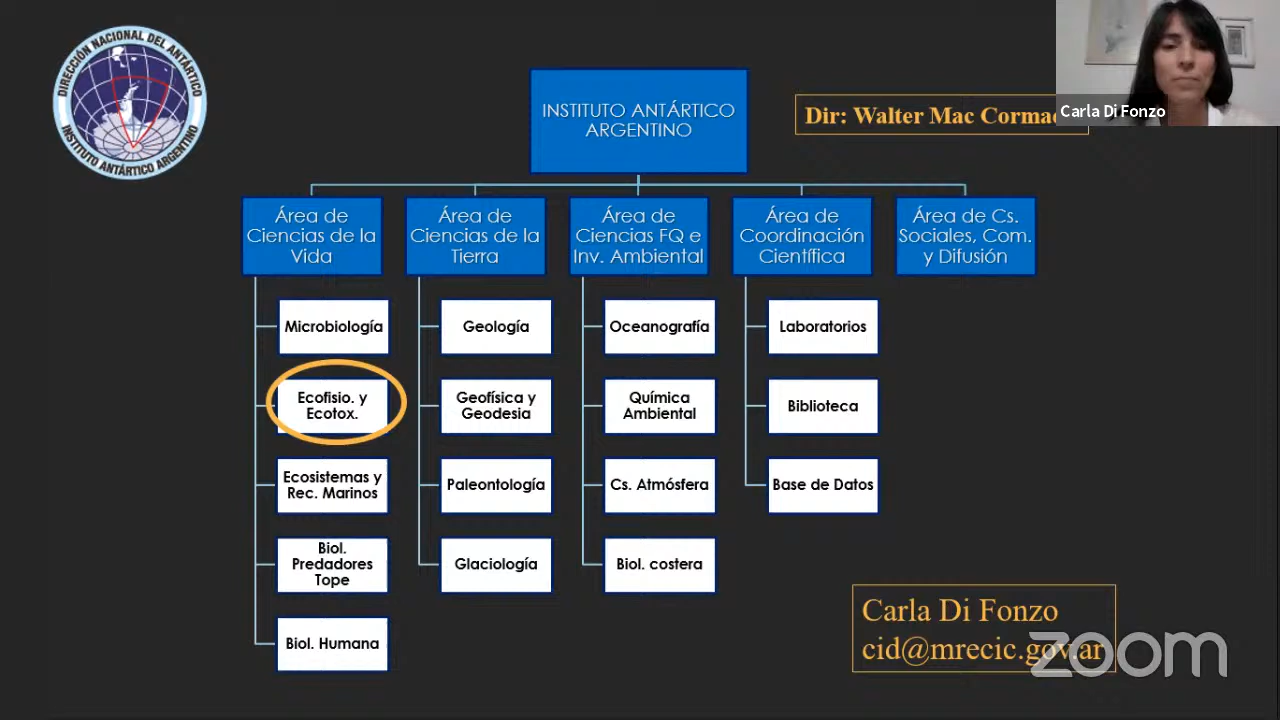 DIRECCIÓN NACIONAL DEL ANTÁRTICO
INSTITUTO ANTÁRTICO ARGENTINO
INSTITUTO ANTÁRTICO
ARGENTINO
Dir: Walter Mac
Carla Di Fonzo
Área de
Ciencias de la
Vida
Área de
Ciencias de la
Tierra
Área de
Ciencias FQ e
Inv. Ambiental
Área de
Coordinación
Científica
Área de Cs.
Sociales, Com.
y Difusión
Microbiología
Ecofisio. y
Ecotox.
Ecosistemas y
Rec. Marinos
Biol.
Predadores
Tope
Biol. Humana
Geología
Geofísica y
Geodesia
Paleontología
Glaciología
Oceanografía
Química
Ambiental
Cs. Atmósfera
Biol. costera
Laboratorios
Biblioteca
Base de Datos
Carla Di Fonzo
cid@mrecic.gov.ar
zoom